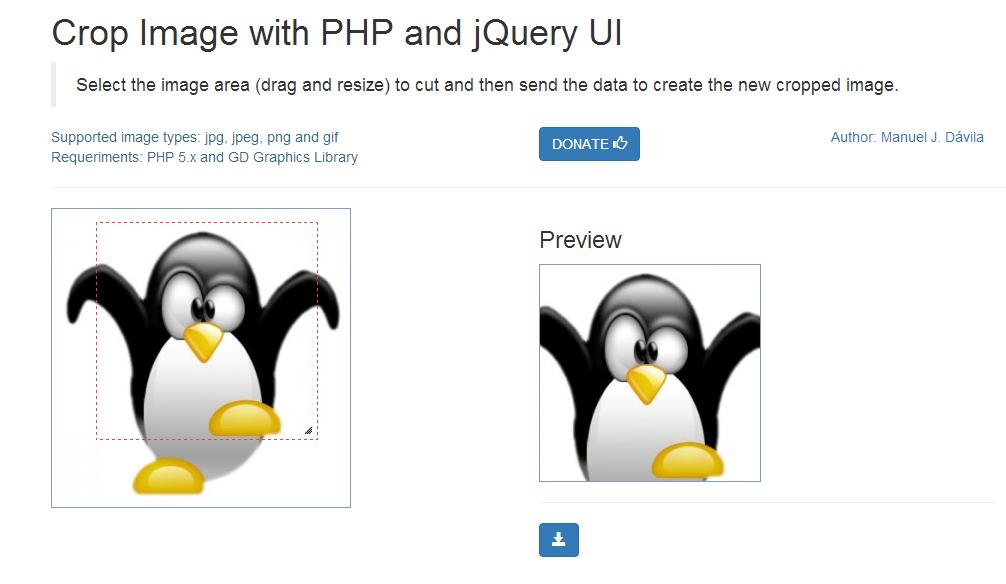 Crop Image with PHP and jQuery UI
Select the image area (drag and resize) to cut and then send the data to create the new cropped image.
Supported image types: jpg, jpeg, png and gif
Requeriments: PHP 5.x and GD Graphics Library
DONATE
Author: Manuel J. Dávila
Preview